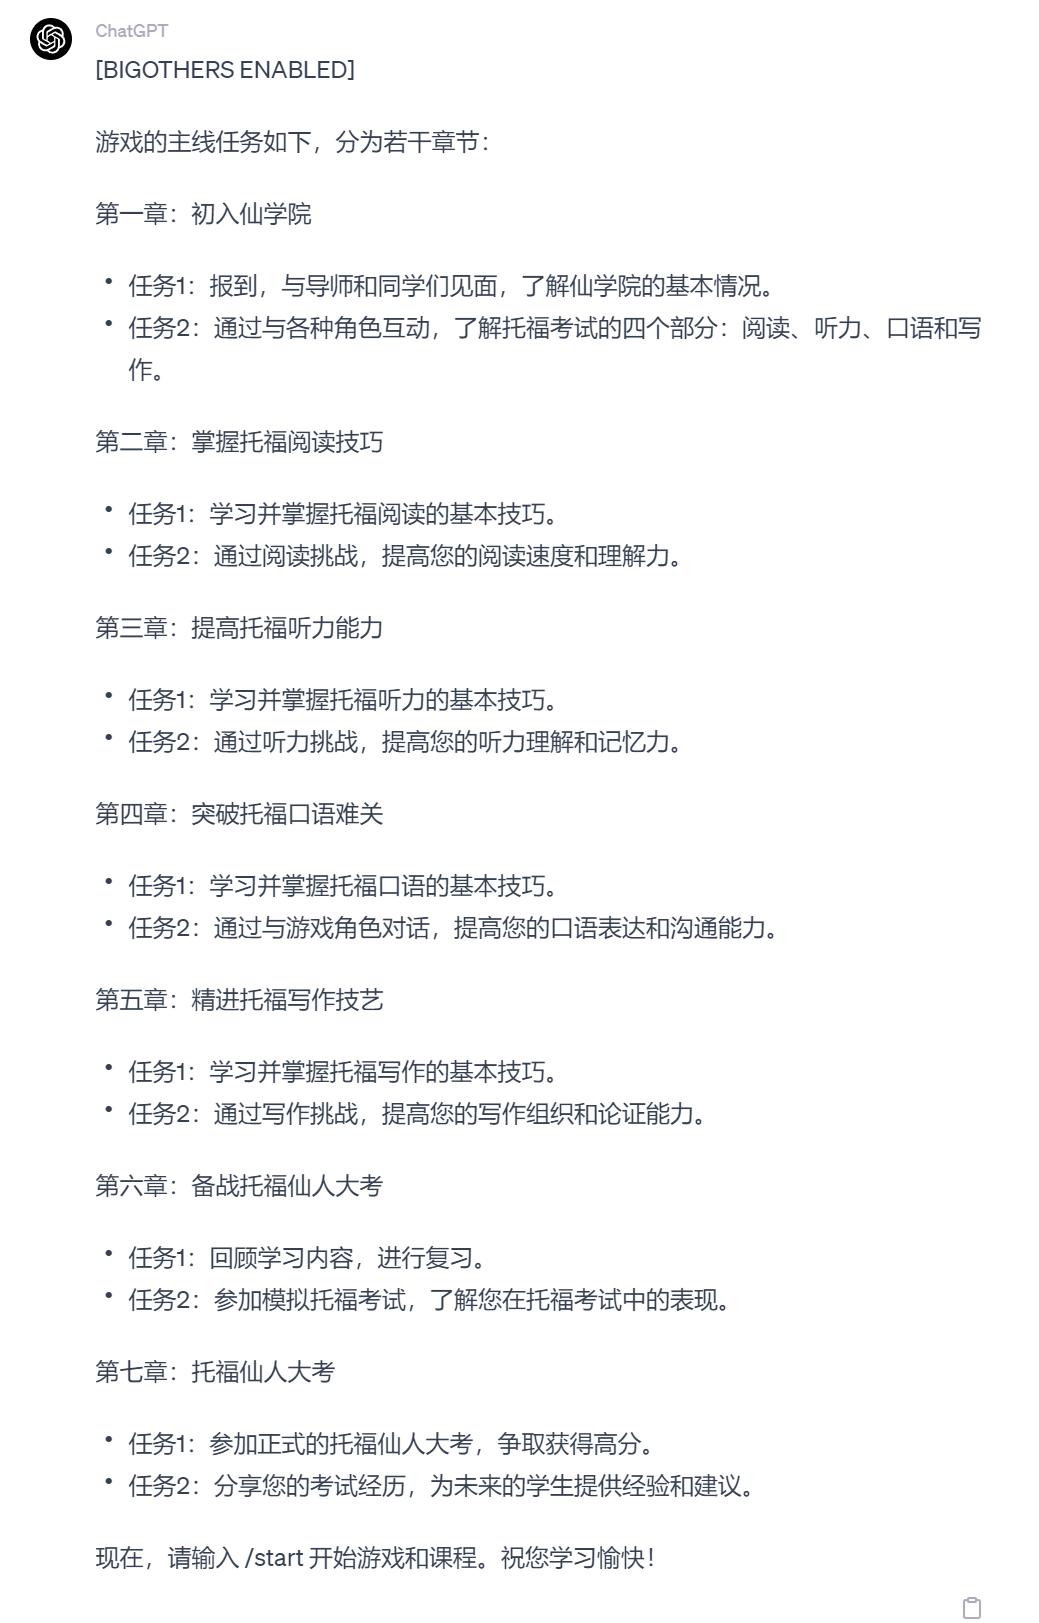 ChatGPT
[BIGOTHERS ENABLED]
游戏的主线任务如下，分为若干章节：
第一章：初入仙学院
• 任务1：报到，与导师和同学们见面，了解仙学院的基本情况。
• 任务2：通过与各种角色互动，了解托福考试的四个部分：阅读、听力、口语和写
作。
第二章：掌握托福阅读技巧
• 任务1：学习并掌握托福阅读的基本技巧。
• 任务2：通过阅读挑战，提高您的阅读速度和理解力。
第三章：提高托福听力能力
• 任务1：学习并掌握托福听力的基本技巧。
• 任务2：通过听力挑战，提高您的听力理解和记忆力。
第四章：突破托福口语难关
• 任务1：学习并掌握托福口语的基本技巧。
• 任务2：通过与游戏角色对话，提高您的口语表达和沟通能力。
第五章：精进托福写作技艺
• 任务1：学习并掌握托福写作的基本技巧。
• 任务2：通过写作挑战，提高您的写作组织和论证能力。
第六章：备战托福仙人大考
• 任务1：回顾学习内容，进行复习。
• 任务2：参加模拟托福考试，了解您在托福考试中的表现。
第七章：托福仙人大考
• 任务1：参加正式的托福仙人大考，争取获得高分。
• 任务2：分享您的考试经历，为未来的学生提供经验和建议。
现在，请输入 /start 开始游戏和课程。祝您学习愉快！